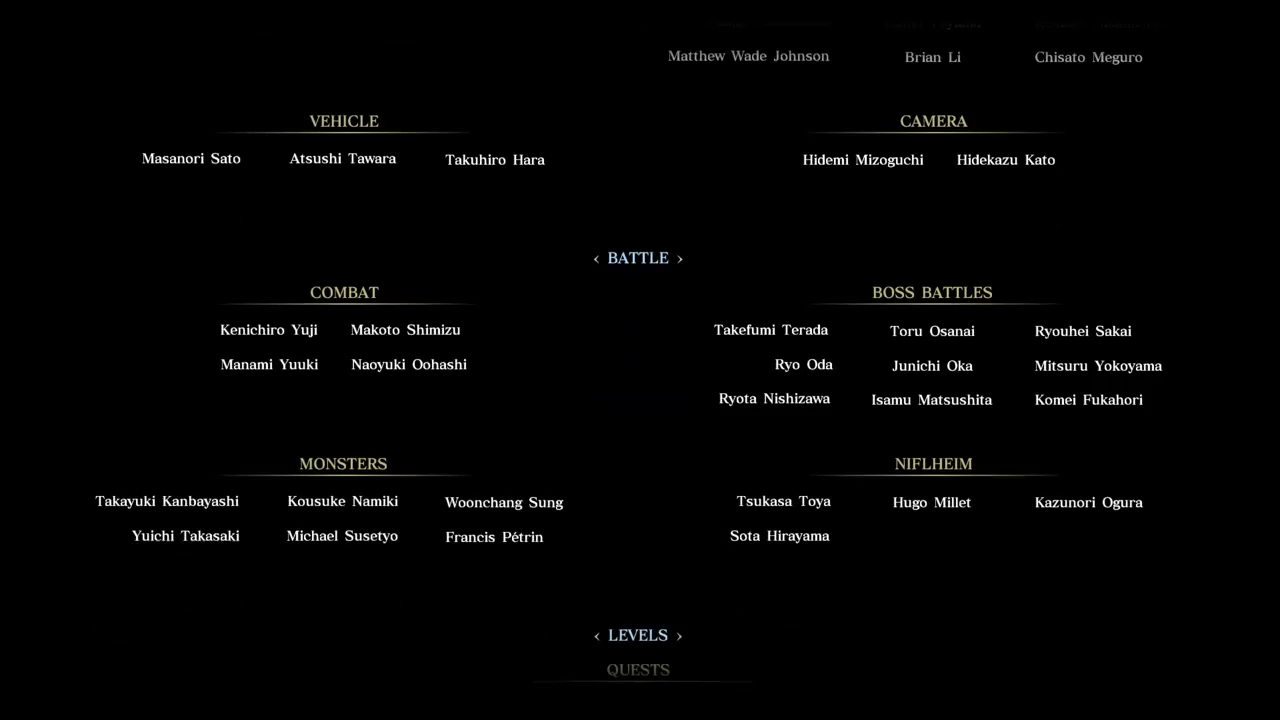 Matthew Wade Johnson Brian Li Chisato Meguro
VEHICLE CAMERA
Masanori Sato Atsushi Tawara Takuhiro Hara Hidemi Mizoguchi Hidekazu Kato
‹ BATTLE ›
COMBAT BOSS BATTLES
Kenichiro Yuji Makoto Shimizu Takefumi Terada Toru Osanai Ryouhei Sakai
Manami Yuuki Naoyuki Oohashi Ryo Oda Junichi Oka Mitsuru Yokoyama
Ryota Nishizawa Isamu Matsushita Komei Fukahori
MONSTERS NIFLHEIM
Takayuki Kanbayashi Kousuke Namiki Woonchang Sung Tsukasa Toya Hugo Millet Kazunori Ogura
Yuichi Takasaki Michael Susetyo Francis Pétrin Sota Hirayama
‹ LEVELS ›
QUESTS